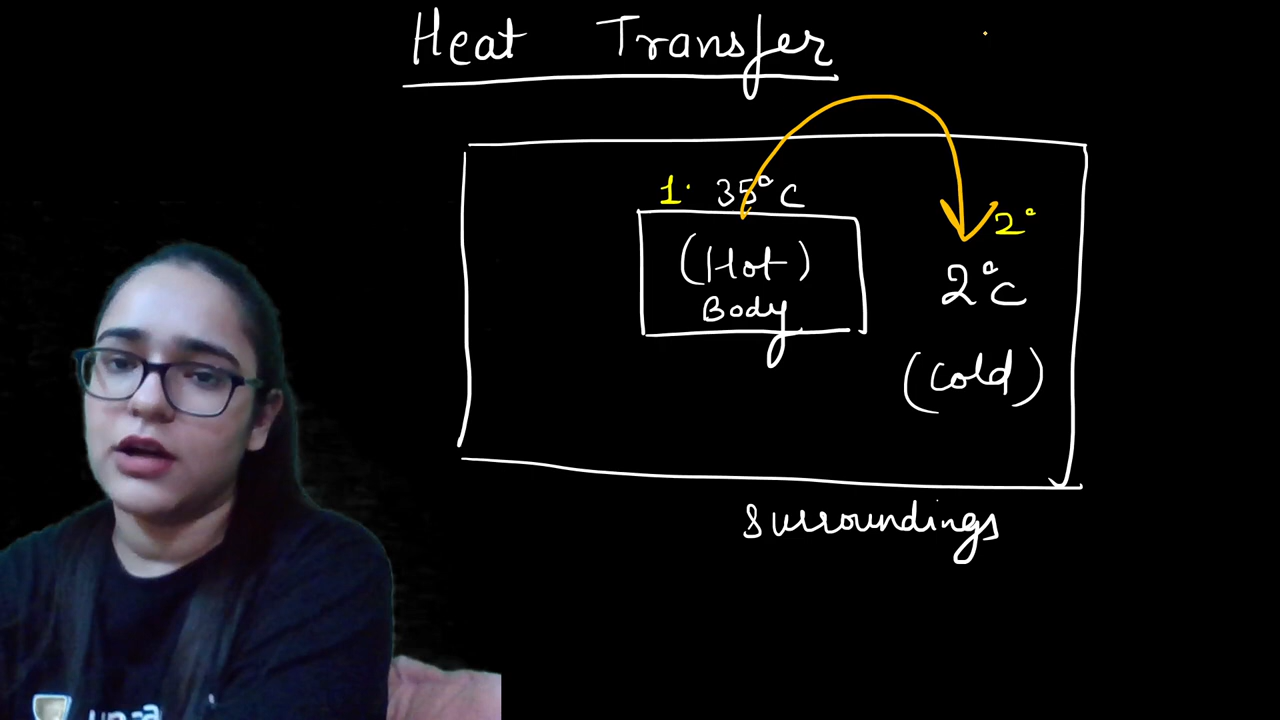 Heat Transfer
1. 35°C
(Hot)
Body
2°
2°C
(cold)
Surroundings